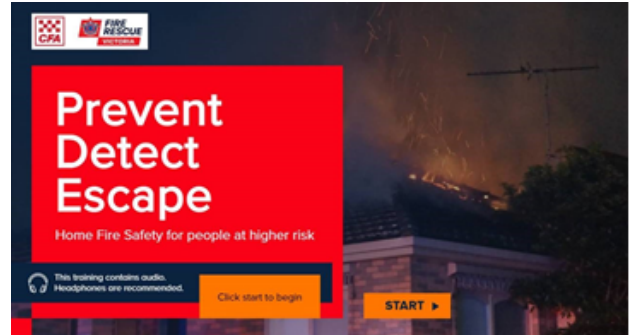 CFA
FIRE
RESCUE
VICTORIA
Prevent
Detect
Escape
Home Fire Safety for people at higher risk
This training contains audio.
Headphones are recommended.
Click start to begin
START